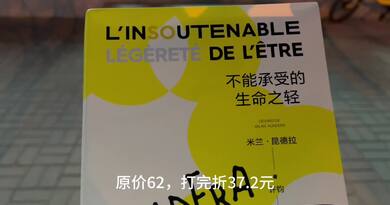 L'INSOUTENABLE
LÉGÈRETÉ DE L'ÊTRE
不能承受的
生命之轻
米兰·昆德拉
著
原价62，打完折37.2元